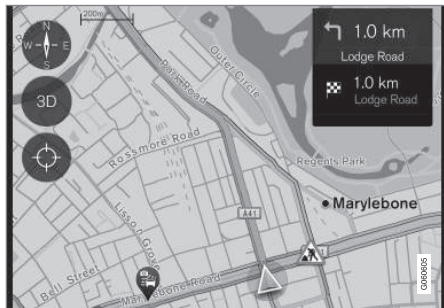 N
W E
S
200m
1.0 km
Lodge Road
1.0 km
Lodge Road
3D
Outer Circle
Park Road
Rossmore Road
Regents Park
Lisson Grove
A41
Marylebone
Bell Street
Marylebone Road
G060605